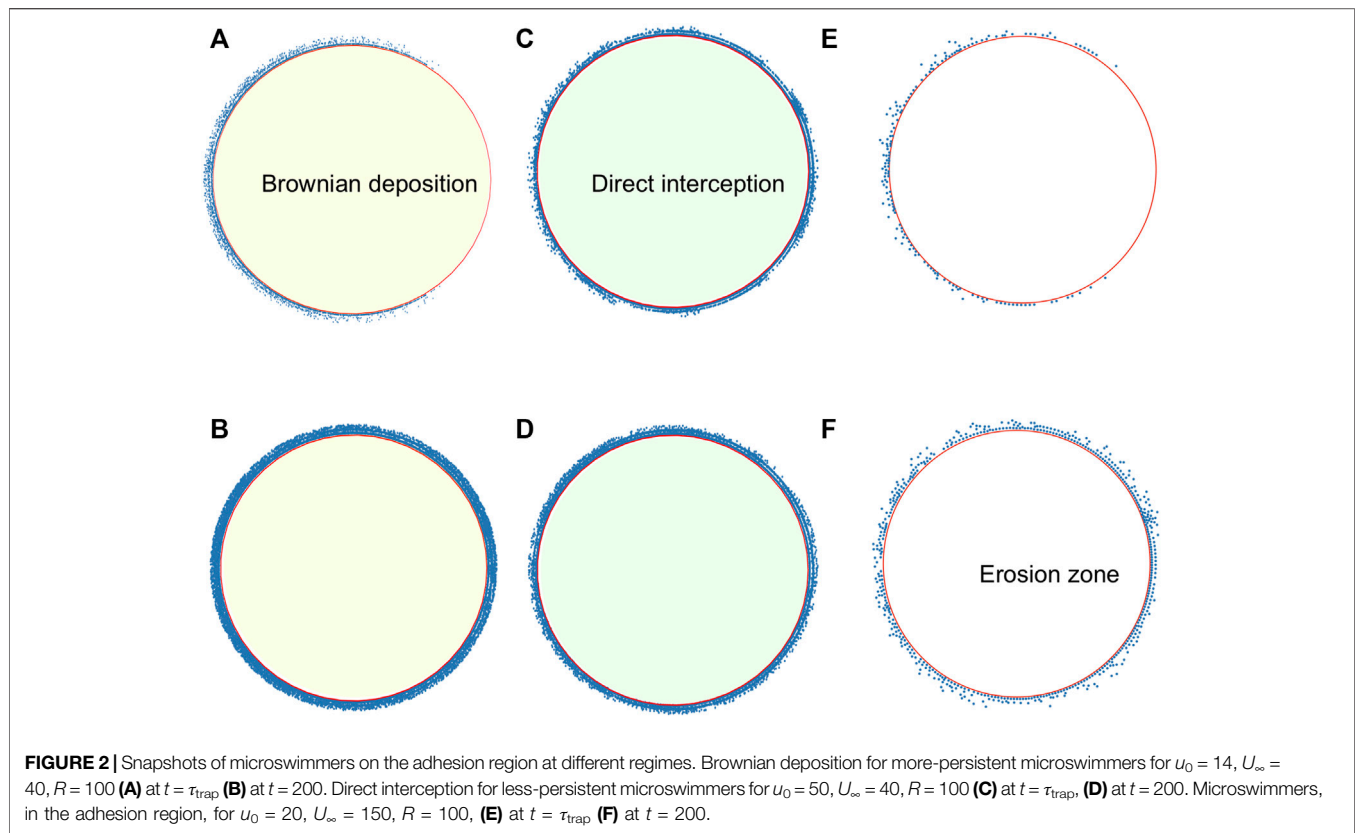 A
C
E
Brownian deposition
Direct interception
B
D
F
Erosion zone
FIGURE 2 | Snapshots of microswimmers on the adhesion region at different regimes. Brownian deposition for more-persistent microswimmers for u₀ = 14, U∞ =
40, R = 100 (A) at t = τtrap (B) at t = 200. Direct interception for less-persistent microswimmers for u₀ = 50, U∞ = 40, R = 100 (C) at t = τtrap, (D) at t = 200. Microswimmers,
in the adhesion region, for u₀ = 20, U∞ = 150, R = 100, (E) at t = τtrap (F) at t = 200.